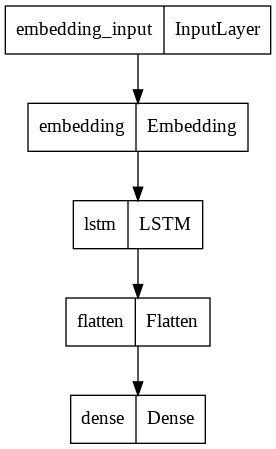 embedding_input InputLayer
embedding Embedding
lstm LSTM
flatten Flatten
dense Dense